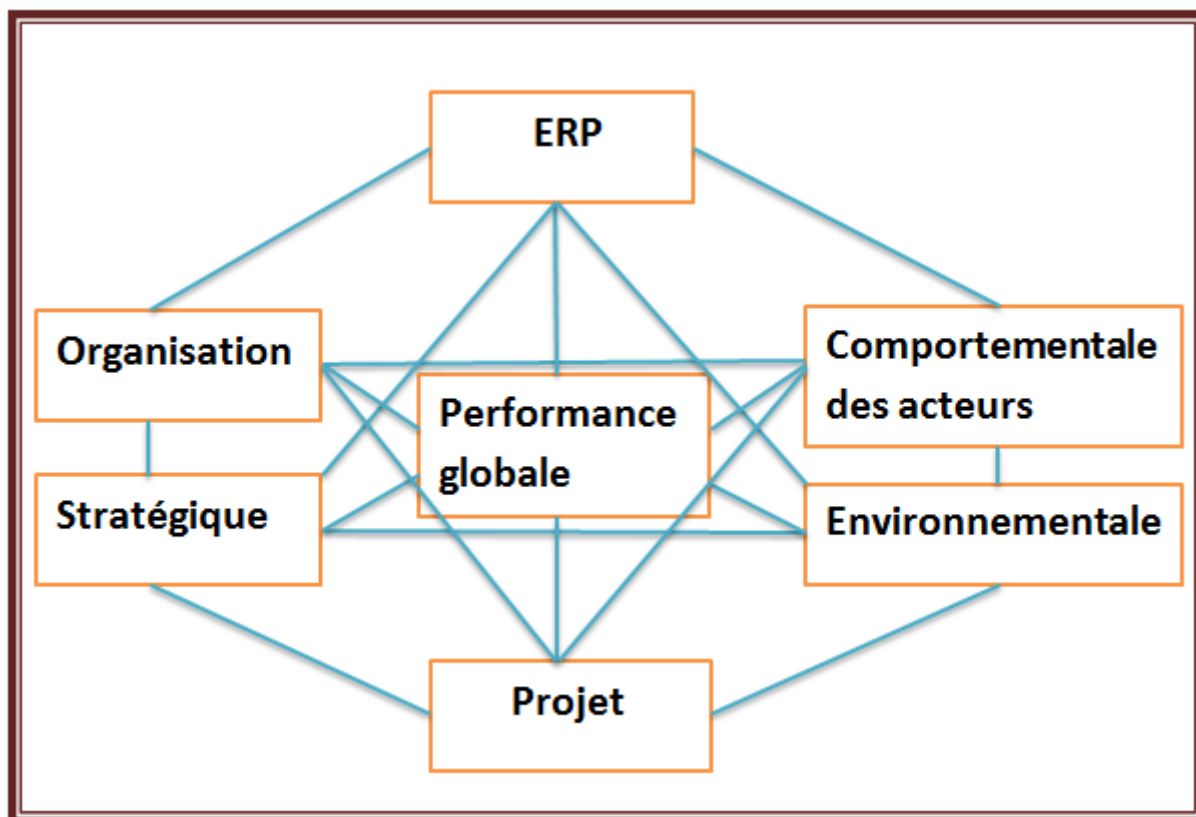 ERP
Organisation
Comportementale
des acteurs
Performance
globale
Stratégique
Environnementale
Projet